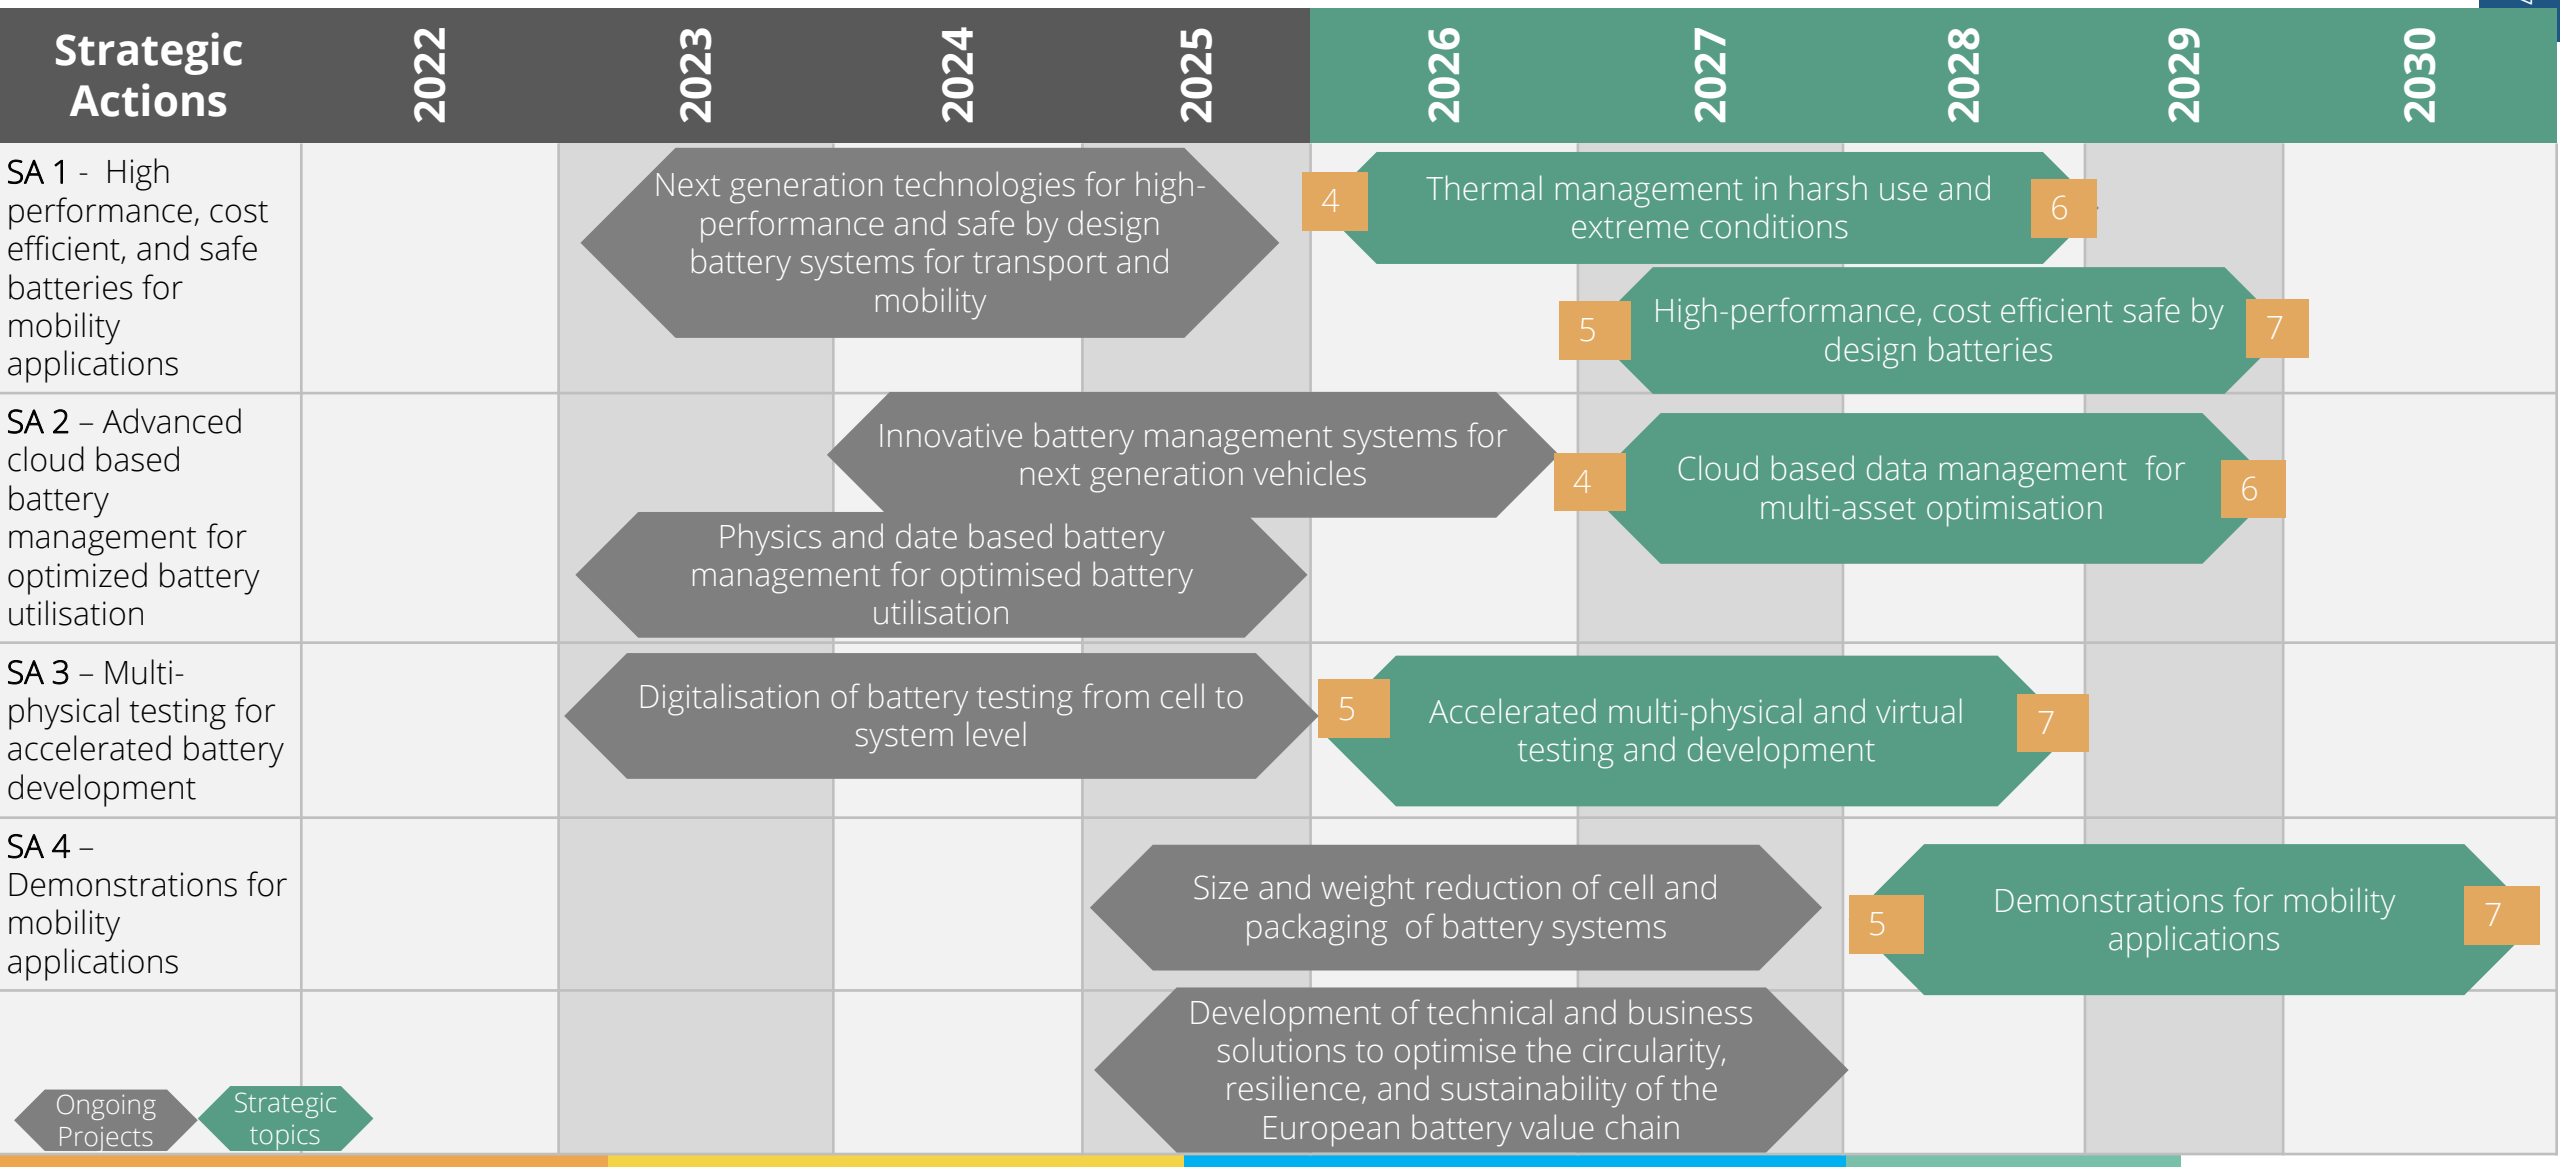 Strategic
Actions
2022
2023
2024
2025
2026
2027
2028
2029
2030
SA 1 - High
performance, cost
efficient, and safe
batteries for
mobility
applications
Next generation technologies for high-
performance and safe by design
battery systems for transport and
mobility
4
Thermal management in harsh use and
extreme conditions
6
5
High-performance, cost efficient safe by
design batteries
7
SA 2 – Advanced
cloud based
battery
management for
optimized battery
utilisation
Innovative battery management systems for
next generation vehicles
Physics and date based battery
management for optimised battery
utilisation
4
Cloud based data management for
multi-asset optimisation
6
SA 3 – Multi-
physical testing for
accelerated battery
development
Digitalisation of battery testing from cell to
system level
5
Accelerated multi-physical and virtual
testing and development
7
SA 4 –
Demonstrations for
mobility
applications
Size and weight reduction of cell and
packaging of battery systems
5
Demonstrations for mobility
applications
7
Development of technical and business
solutions to optimise the circularity,
resilience, and sustainability of the
European battery value chain
Ongoing
Projects
Strategic
topics